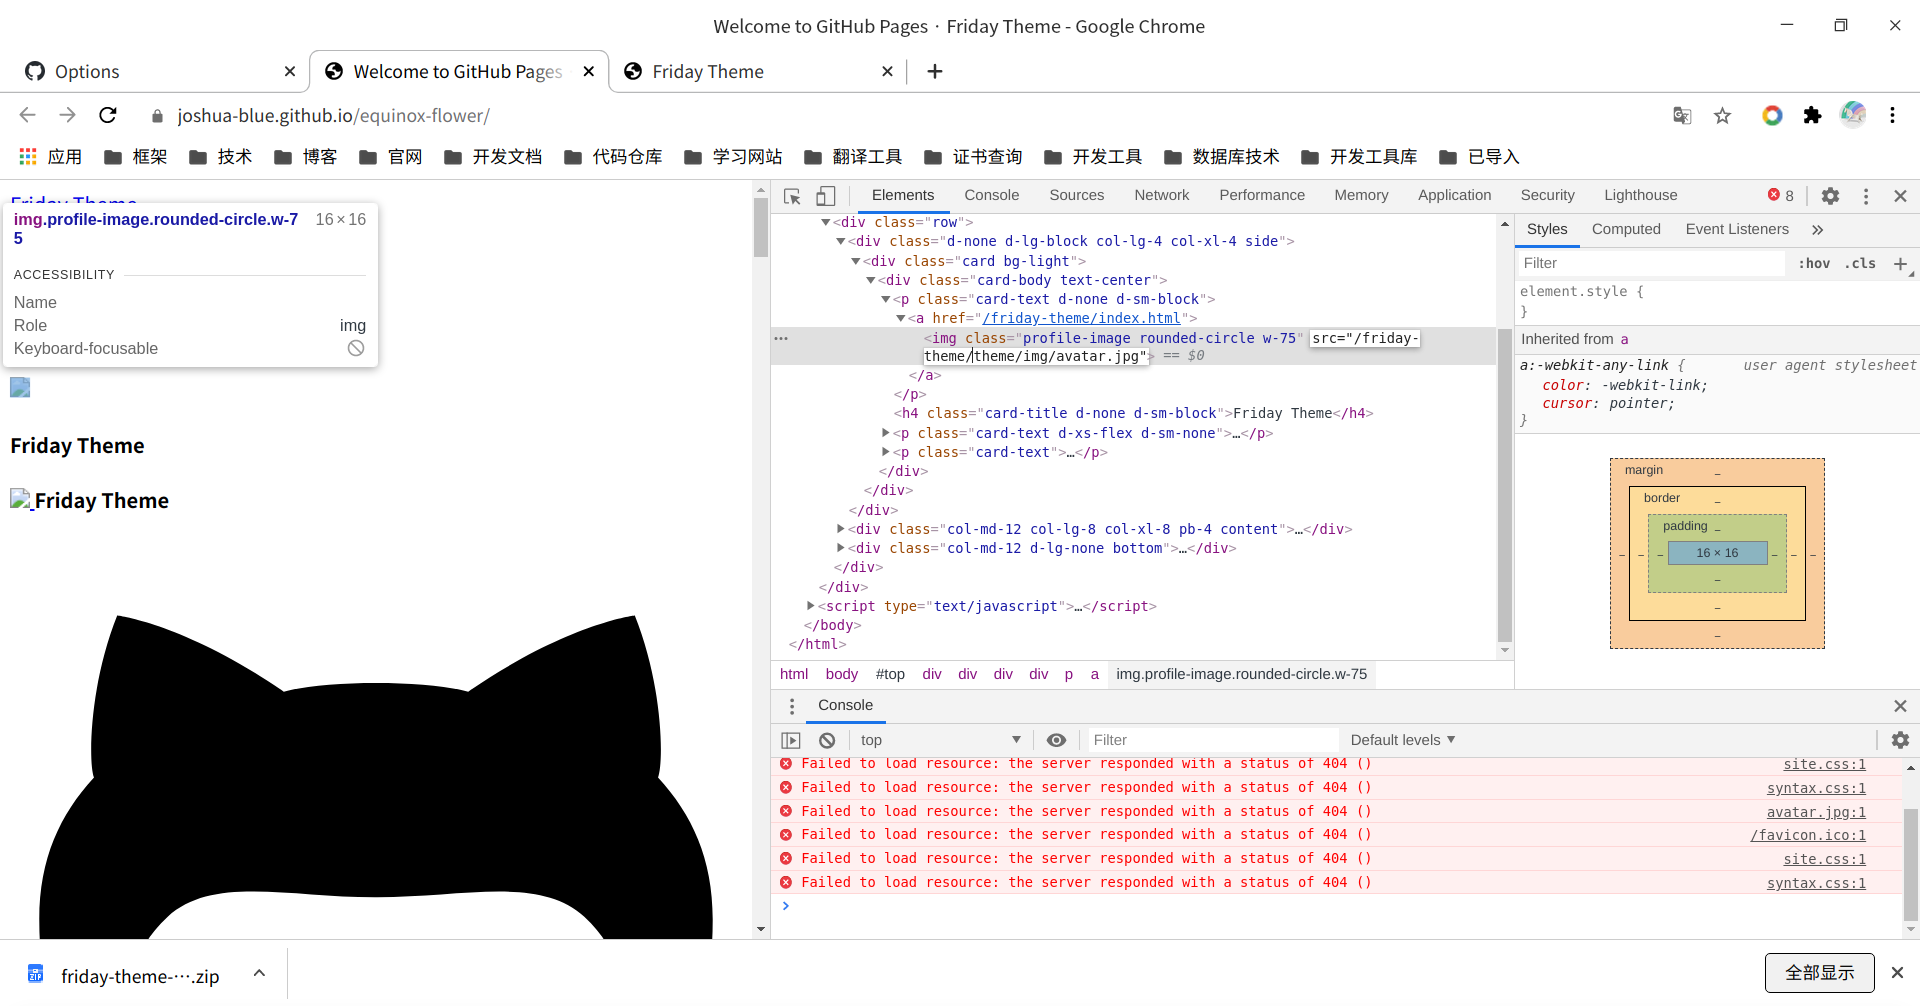 Welcome to GitHub Pages · Friday Theme - Google Chrome
Options
Welcome to GitHub Pages
Friday Theme
joshua-blue.github.io/equinox-flower/
应用 框架 技术 博客 官网 开发文档 代码仓库 学习网站 翻译工具 证书查询 开发工具 数据库技术 开发工具库 已导入
img.profile-image.rounded-circle.w-7
5
16×16
ACCESSIBILITY
Name
Role img
Keyboard-focusable
Friday Theme
Friday Theme
Elements Console Sources Network Performance Memory Application Security Lighthouse 8
<div class="row">
<div class="d-none d-lg-block col-lg-4 col-xl-4 side">
<div class="card bg-light">
<div class="card-body text-center">
<p class="card-text d-none d-sm-block">
<a href="/friday-theme/index.html">
<img class="profile-image rounded-circle w-75" src="/friday-
theme/theme/img/avatar.jpg"> == $0
</a>
</p>
<h4 class="card-title d-none d-sm-block">Friday Theme</h4>
<p class="card-text d-xs-flex d-sm-none">…</p>
<p class="card-text">…</p>
</div>
</div>
</div>
<div class="col-md-12 col-lg-8 col-xl-8 pb-4 content">…</div>
<div class="col-md-12 d-lg-none bottom">…</div>
</div>
</div>
<script type="text/javascript">…</script>
</body>
</html>
html body #top div div div div p a img.profile-image.rounded-circle.w-75
Styles Computed Event Listeners »
Filter :hov .cls +
element.style {
}
Inherited from a
a:-webkit-any-link { user agent stylesheet
color: -webkit-link;
cursor: pointer;
}
margin –
border –
padding –
– – – 16 × 16 – – –
–
–
–
Console
top Filter Default levels
Failed to load resource: the server responded with a status of 404 () site.css:1
Failed to load resource: the server responded with a status of 404 () syntax.css:1
Failed to load resource: the server responded with a status of 404 () avatar.jpg:1
Failed to load resource: the server responded with a status of 404 () /favicon.ico:1
Failed to load resource: the server responded with a status of 404 () site.css:1
Failed to load resource: the server responded with a status of 404 () syntax.css:1
ZIP
friday-theme-⋯.zip
全部显示